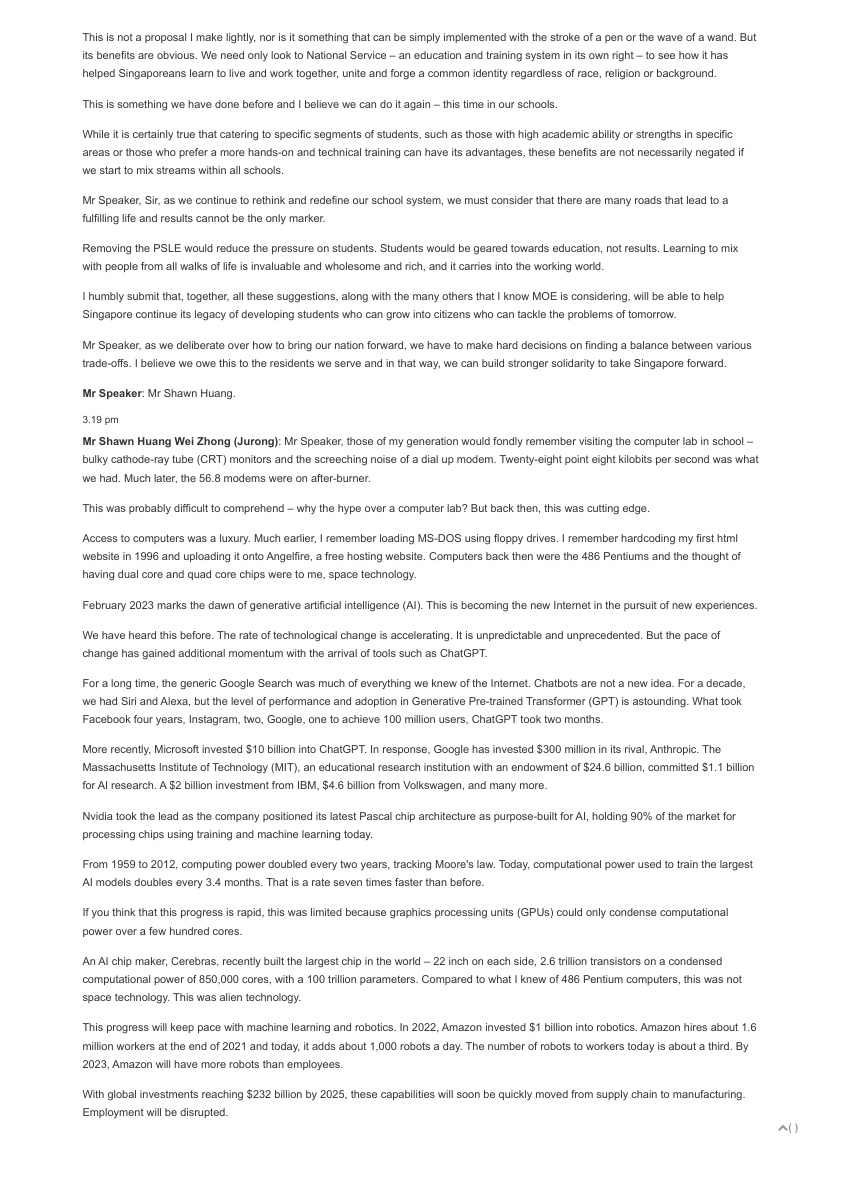 This is not a proposal I make lightly, nor is it something that can be simply implemented with the stroke of a pen or the wave of a wand. But
its benefits are obvious. We need only look to National Service – an education and training system in its own right – to see how it has
helped Singaporeans learn to live and work together, unite and forge a common identity regardless of race, religion or background.
This is something we have done before and I believe we can do it again – this time in our schools.
While it is certainly true that catering to specific segments of students, such as those with high academic ability or strengths in specific
areas or those who prefer a more hands-on and technical training can have its advantages, these benefits are not necessarily negated if
we start to mix streams within all schools.
Mr Speaker, Sir, as we continue to rethink and redefine our school system, we must consider that there are many roads that lead to a
fulfilling life and results cannot be the only marker.
Removing the PSLE would reduce the pressure on students. Students would be geared towards education, not results. Learning to mix
with people from all walks of life is invaluable and wholesome and rich, and it carries into the working world.
I humbly submit that, together, all these suggestions, along with the many others that I know MOE is considering, will be able to help
Singapore continue its legacy of developing students who can grow into citizens who can tackle the problems of tomorrow.
Mr Speaker, as we deliberate over how to bring our nation forward, we have to make hard decisions on finding a balance between various
trade-offs. I believe we owe this to the residents we serve and in that way, we can build stronger solidarity to take Singapore forward.
Mr Speaker: Mr Shawn Huang.
3.19 pm
Mr Shawn Huang Wei Zhong (Jurong): Mr Speaker, those of my generation would fondly remember visiting the computer lab in school –
bulky cathode-ray tube (CRT) monitors and the screeching noise of a dial up modem. Twenty-eight point eight kilobits per second was what
we had. Much later, the 56.8 modems were on after-burner.
This was probably difficult to comprehend – why the hype over a computer lab? But back then, this was cutting edge.
Access to computers was a luxury. Much earlier, I remember loading MS-DOS using floppy drives. I remember hardcoding my first html
website in 1996 and uploading it onto Angelfire, a free hosting website. Computers back then were the 486 Pentiums and the thought of
having dual core and quad core chips were to me, space technology.
February 2023 marks the dawn of generative artificial intelligence (AI). This is becoming the new Internet in the pursuit of new experiences.
We have heard this before. The rate of technological change is accelerating. It is unpredictable and unprecedented. But the pace of
change has gained additional momentum with the arrival of tools such as ChatGPT.
For a long time, the generic Google Search was much of everything we knew of the Internet. Chatbots are not a new idea. For a decade,
we had Siri and Alexa, but the level of performance and adoption in Generative Pre-trained Transformer (GPT) is astounding. What took
Facebook four years, Instagram, two, Google, one to achieve 100 million users, ChatGPT took two months.
More recently, Microsoft invested $10 billion into ChatGPT. In response, Google has invested $300 million in its rival, Anthropic. The
Massachusetts Institute of Technology (MIT), an educational research institution with an endowment of $24.6 billion, committed $1.1 billion
for AI research. A $2 billion investment from IBM, $4.6 billion from Volkswagen, and many more.
Nvidia took the lead as the company positioned its latest Pascal chip architecture as purpose-built for AI, holding 90% of the market for
processing chips using training and machine learning today.
From 1959 to 2012, computing power doubled every two years, tracking Moore's law. Today, computational power used to train the largest
AI models doubles every 3.4 months. That is a rate seven times faster than before.
If you think that this progress is rapid, this was limited because graphics processing units (GPUs) could only condense computational
power over a few hundred cores.
An AI chip maker, Cerebras, recently built the largest chip in the world – 22 inch on each side, 2.6 trillion transistors on a condensed
computational power of 850,000 cores, with a 100 trillion parameters. Compared to what I knew of 486 Pentium computers, this was not
space technology. This was alien technology.
This progress will keep pace with machine learning and robotics. In 2022, Amazon invested $1 billion into robotics. Amazon hires about 1.6
million workers at the end of 2021 and today, it adds about 1,000 robots a day. The number of robots to workers today is about a third. By
2023, Amazon will have more robots than employees.
With global investments reaching $232 billion by 2025, these capabilities will soon be quickly moved from supply chain to manufacturing.
Employment will be disrupted.
( )